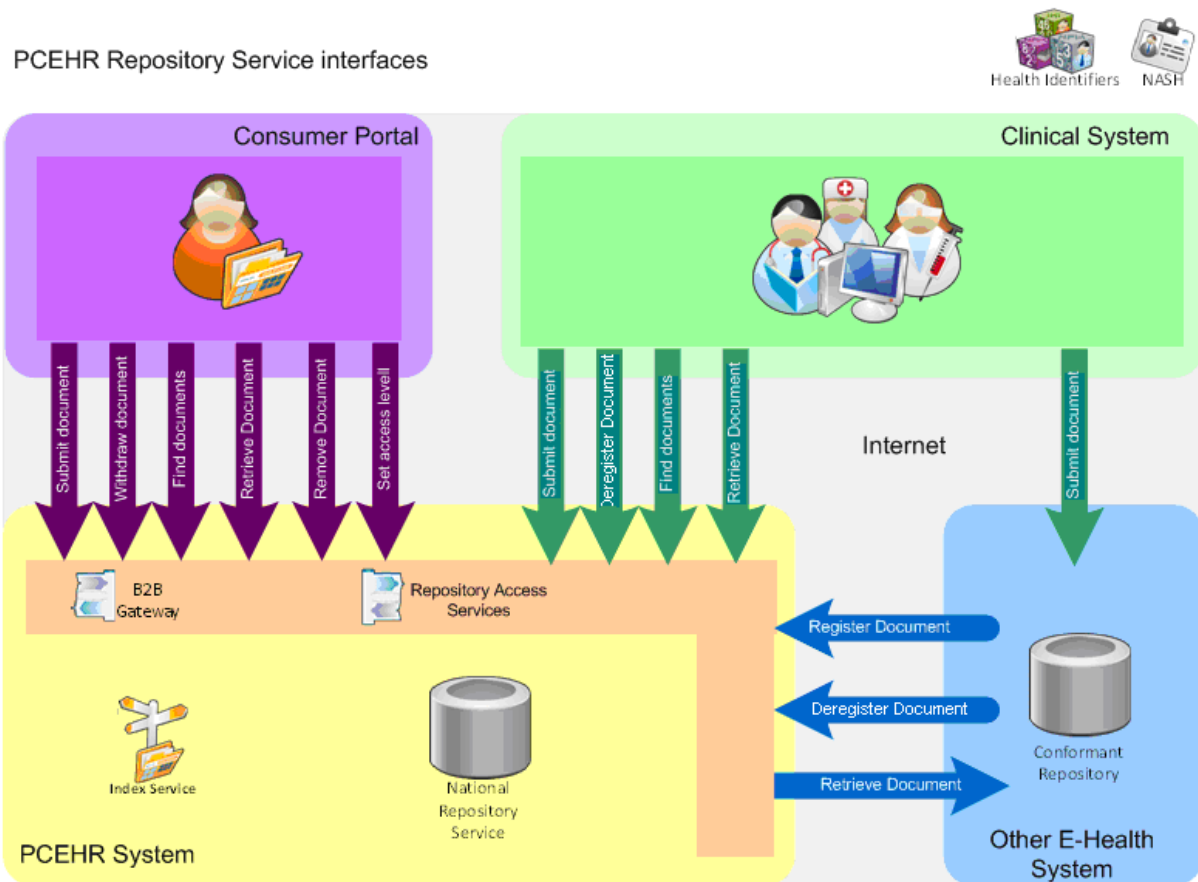 PCEHR Repository Service interfaces
Health Identifiers
NASH
Consumer Portal
Clinical System
Submit document
Withdraw document
Find documents
Retrieve Document
Remove Document
Set access levell
Submit document
Deregister Document
Find documents
Retrieve Document
Internet
Submit document
B2B
Gateway
Repository Access
Services
Register Document
Deregister Document
Retrieve Document
Index Service
National
Repository
Service
Conformant
Repository
PCEHR System
Other E-Health
System